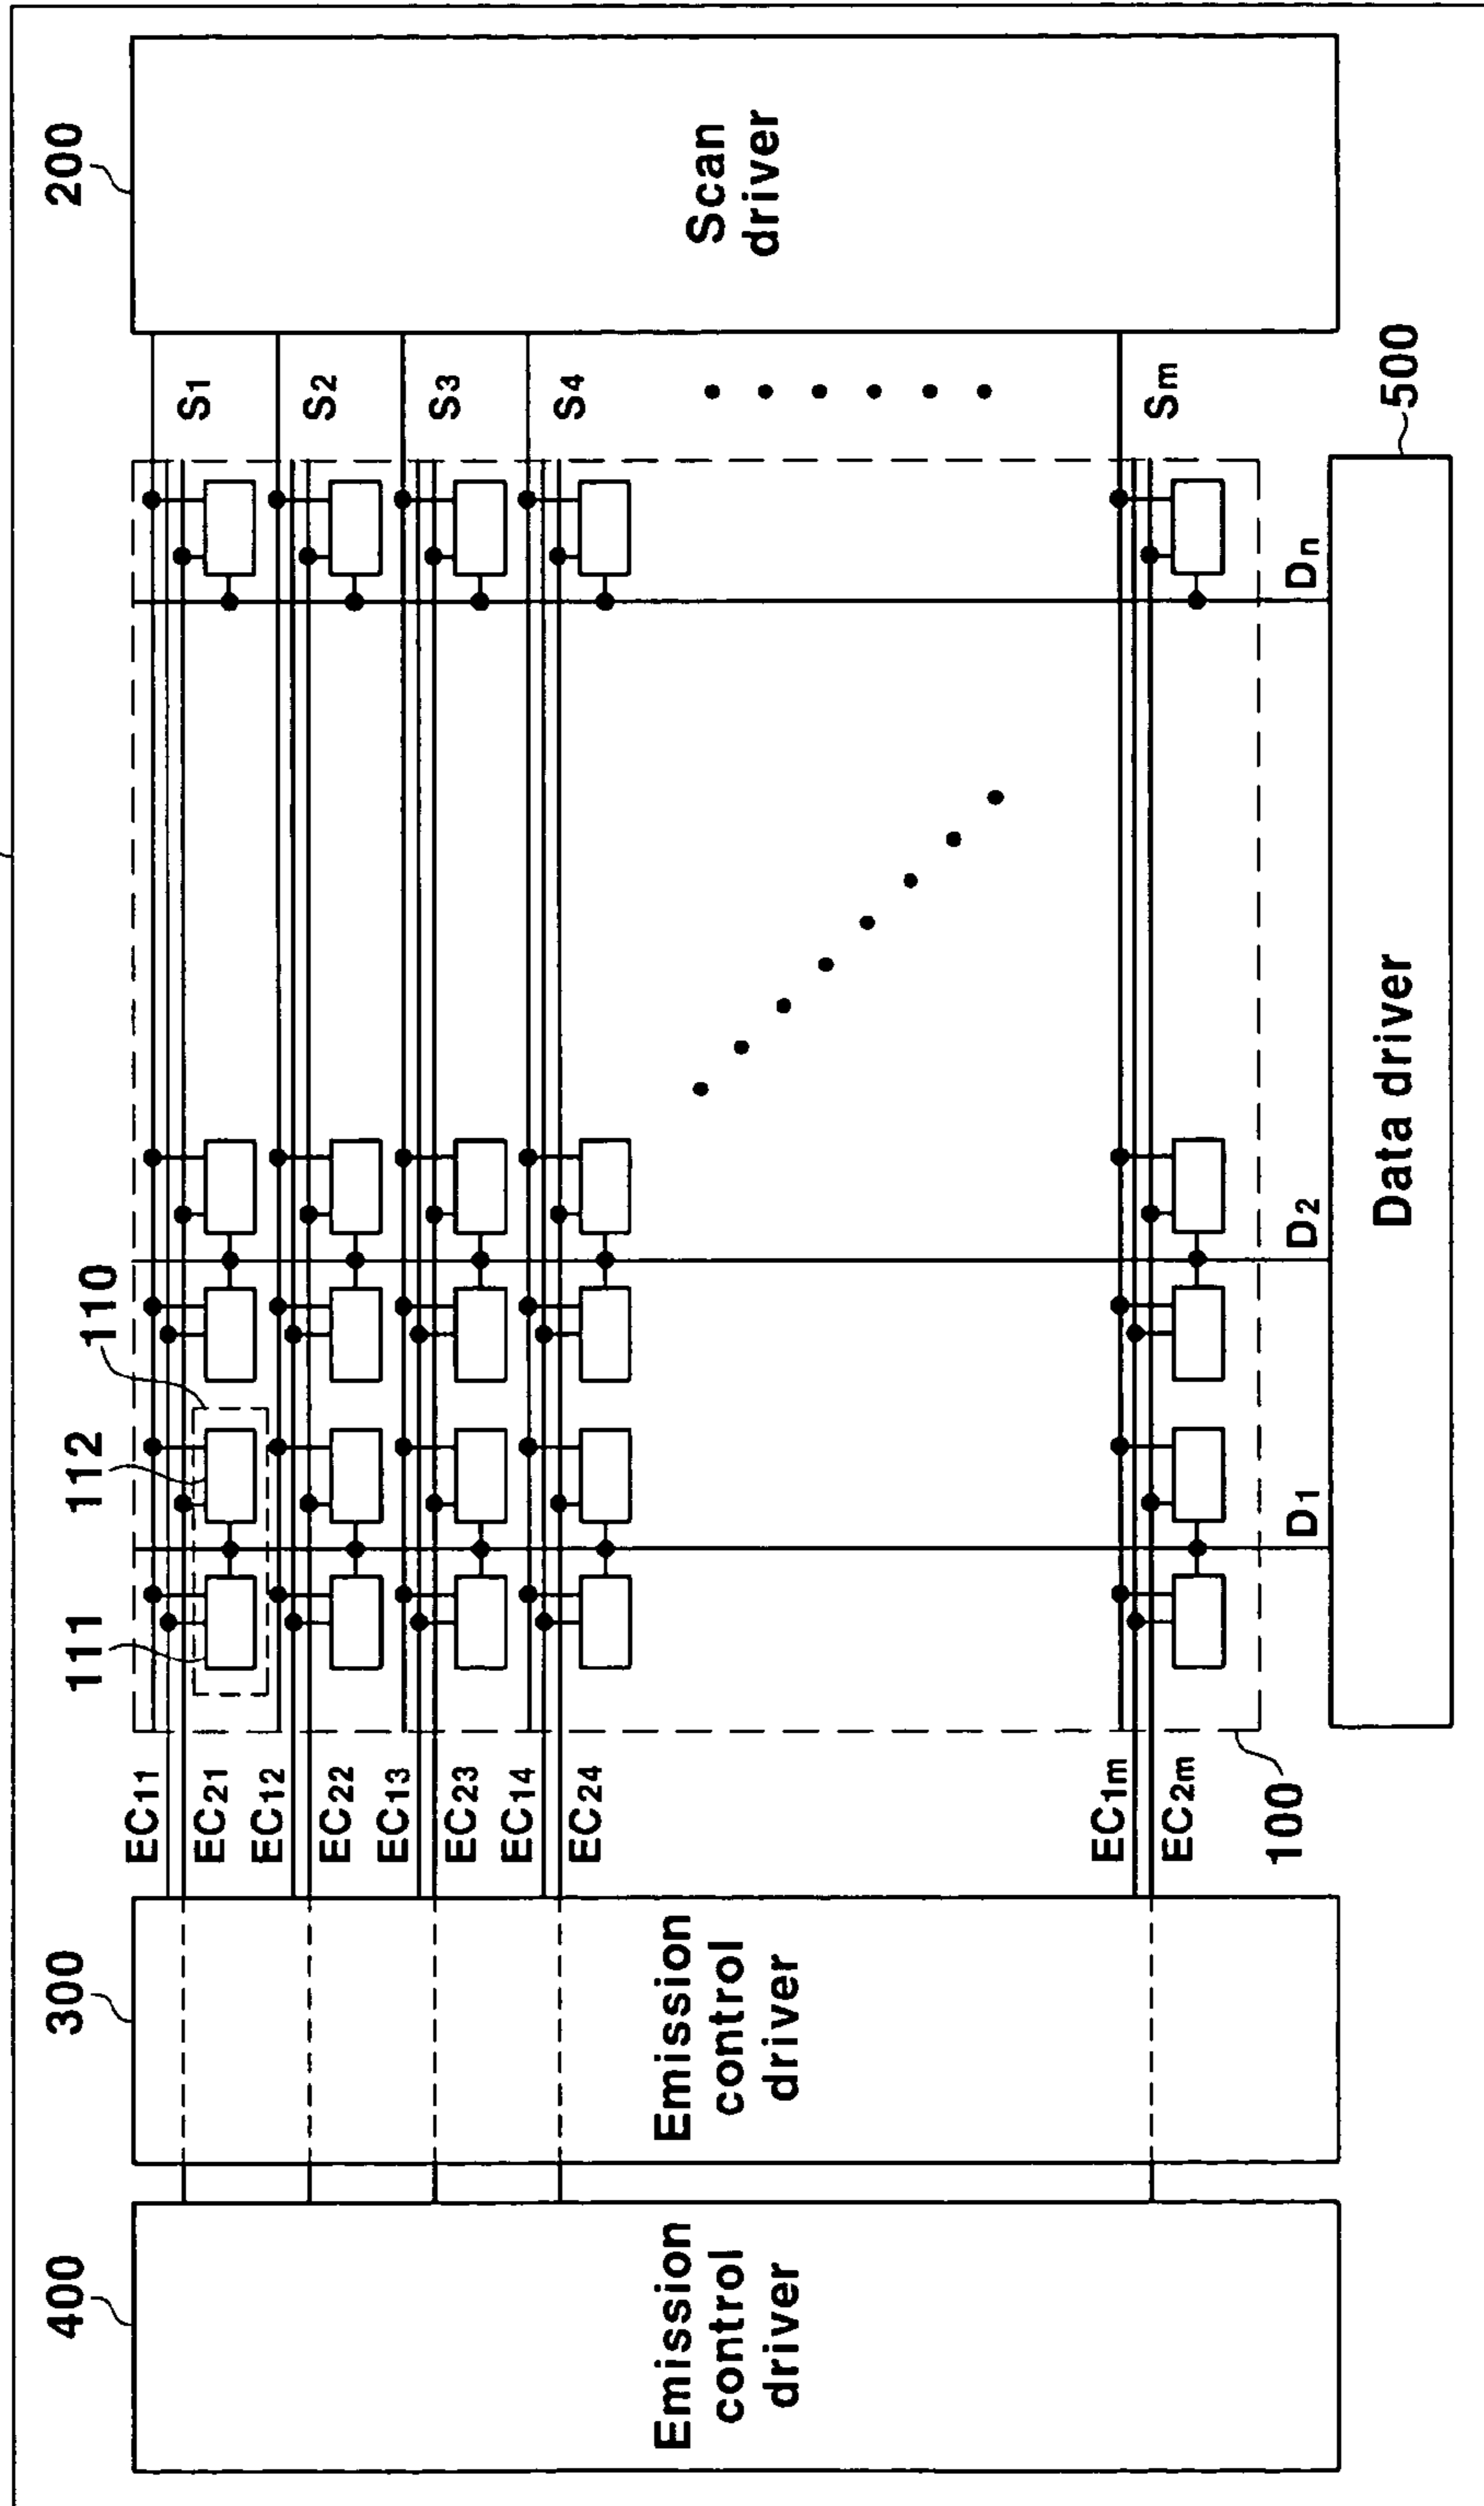 400
300
111
112
110
200
EC11
EC21
EC12
EC22
EC13
EC23
EC14
EC24
EC1m
EC2m
S1
S2
S3
S4
Sm
Emission
control
driver
Emission
control
driver
Scan
driver
100
D1
D2
Dn
500
Data driver